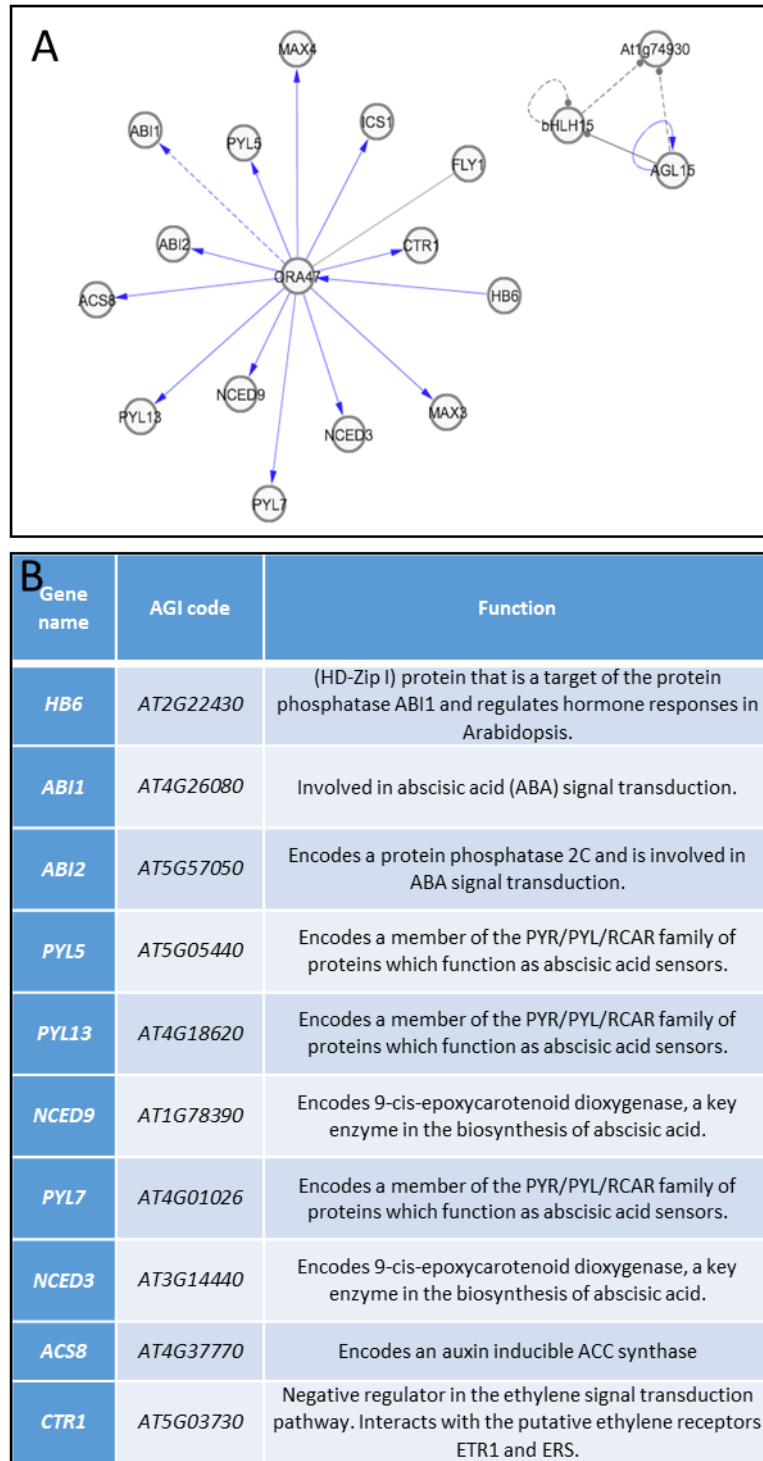 A
MAX4
At1g74930
ABI1
ICS1
PYL5
bHLH15
FLY1
AGL15
ABI2
CTR1
ORA47
ACS8
HB6
NCED9
PYL13
MAX3
NCED3
PYL7
B
Gene
name
AGI code
Function
HB6
AT2G22430
(HD-Zip I) protein that is a target of the protein
phosphatase ABI1 and regulates hormone responses in
Arabidopsis.
ABI1
AT4G26080
Involved in abscisic acid (ABA) signal transduction.
ABI2
AT5G57050
Encodes a protein phosphatase 2C and is involved in
ABA signal transduction.
PYL5
AT5G05440
Encodes a member of the PYR/PYL/RCAR family of
proteins which function as abscisic acid sensors.
PYL13
AT4G18620
Encodes a member of the PYR/PYL/RCAR family of
proteins which function as abscisic acid sensors.
NCED9
AT1G78390
Encodes 9-cis-epoxycarotenoid dioxygenase, a key
enzyme in the biosynthesis of abscisic acid.
PYL7
AT4G01026
Encodes a member of the PYR/PYL/RCAR family of
proteins which function as abscisic acid sensors.
NCED3
AT3G14440
Encodes 9-cis-epoxycarotenoid dioxygenase, a key
enzyme in the biosynthesis of abscisic acid.
ACS8
AT4G37770
Encodes an auxin inducible ACC synthase
CTR1
AT5G03730
Negative regulator in the ethylene signal transduction
pathway. Interacts with the putative ethylene receptors
ETR1 and ERS.